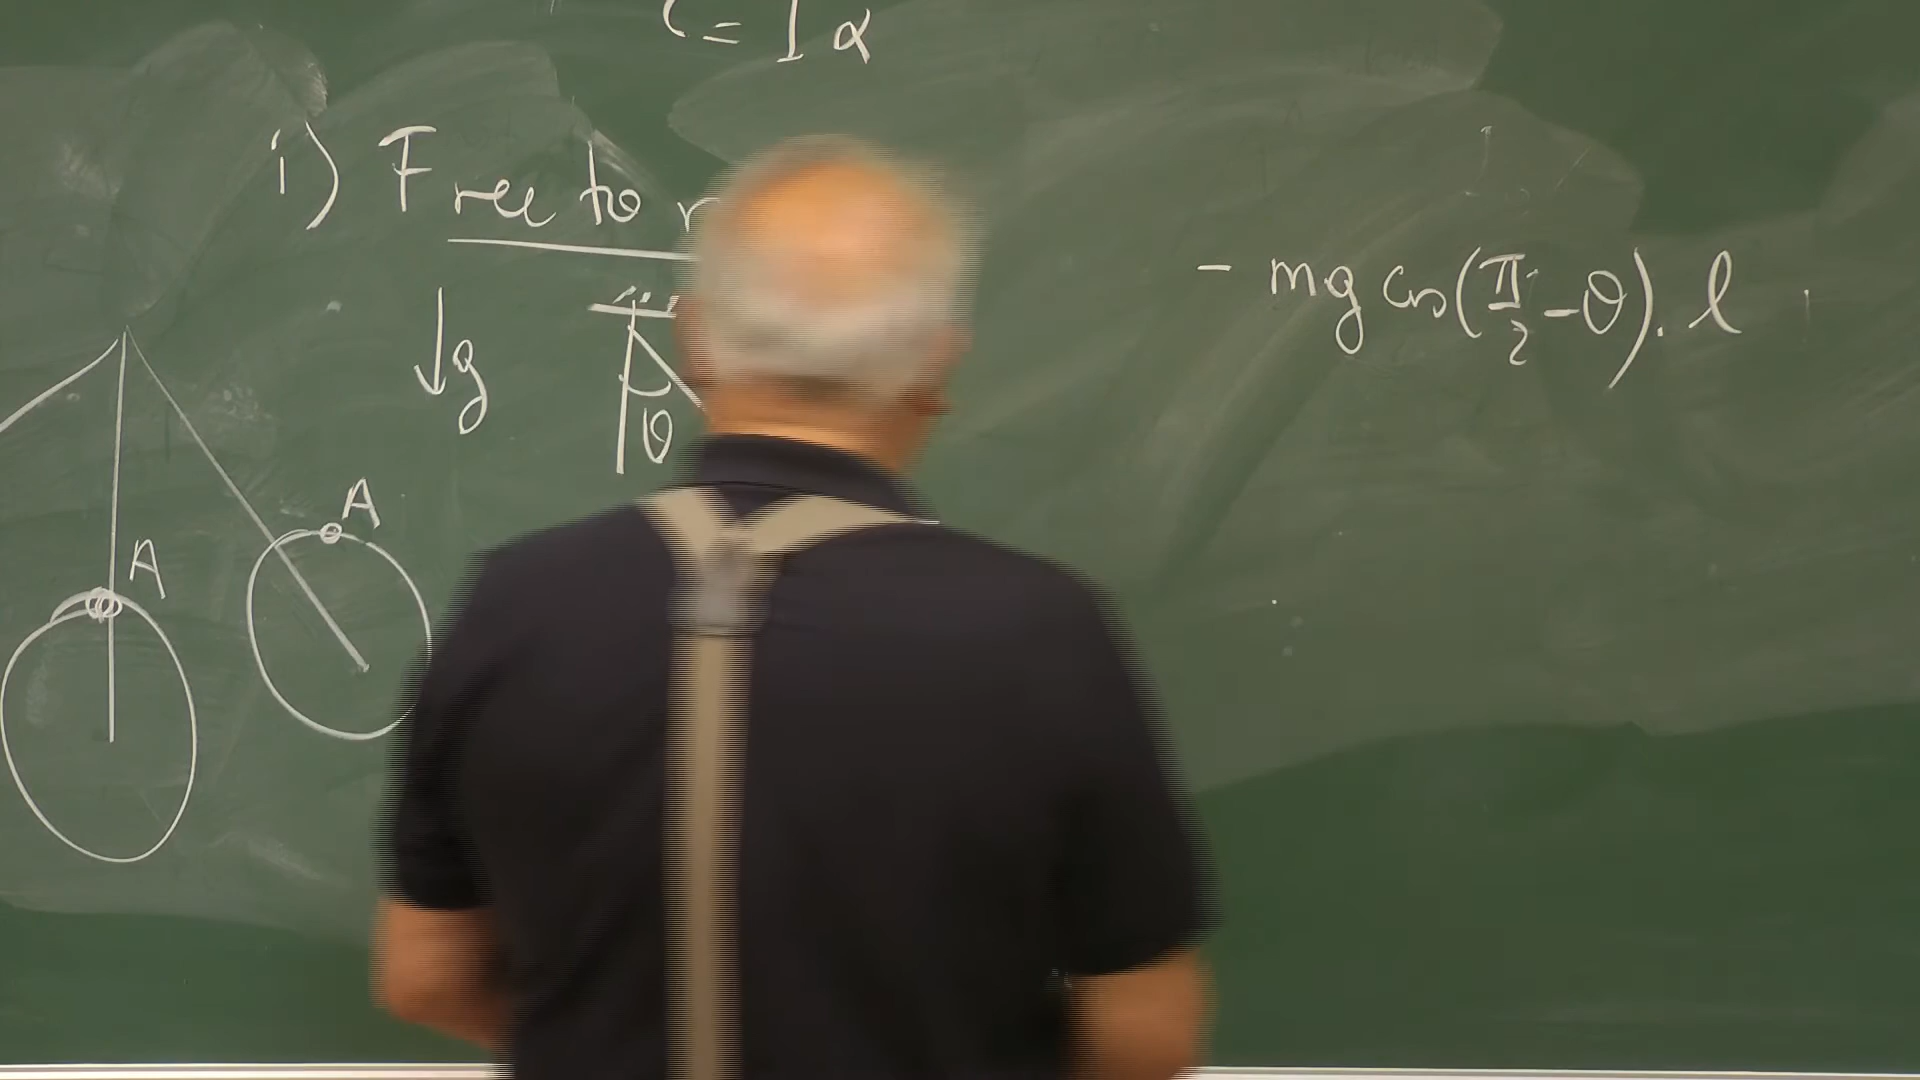 τ = I α
i) Free to
↓g
θ
- mg cos(π/2 - θ). l
A
A